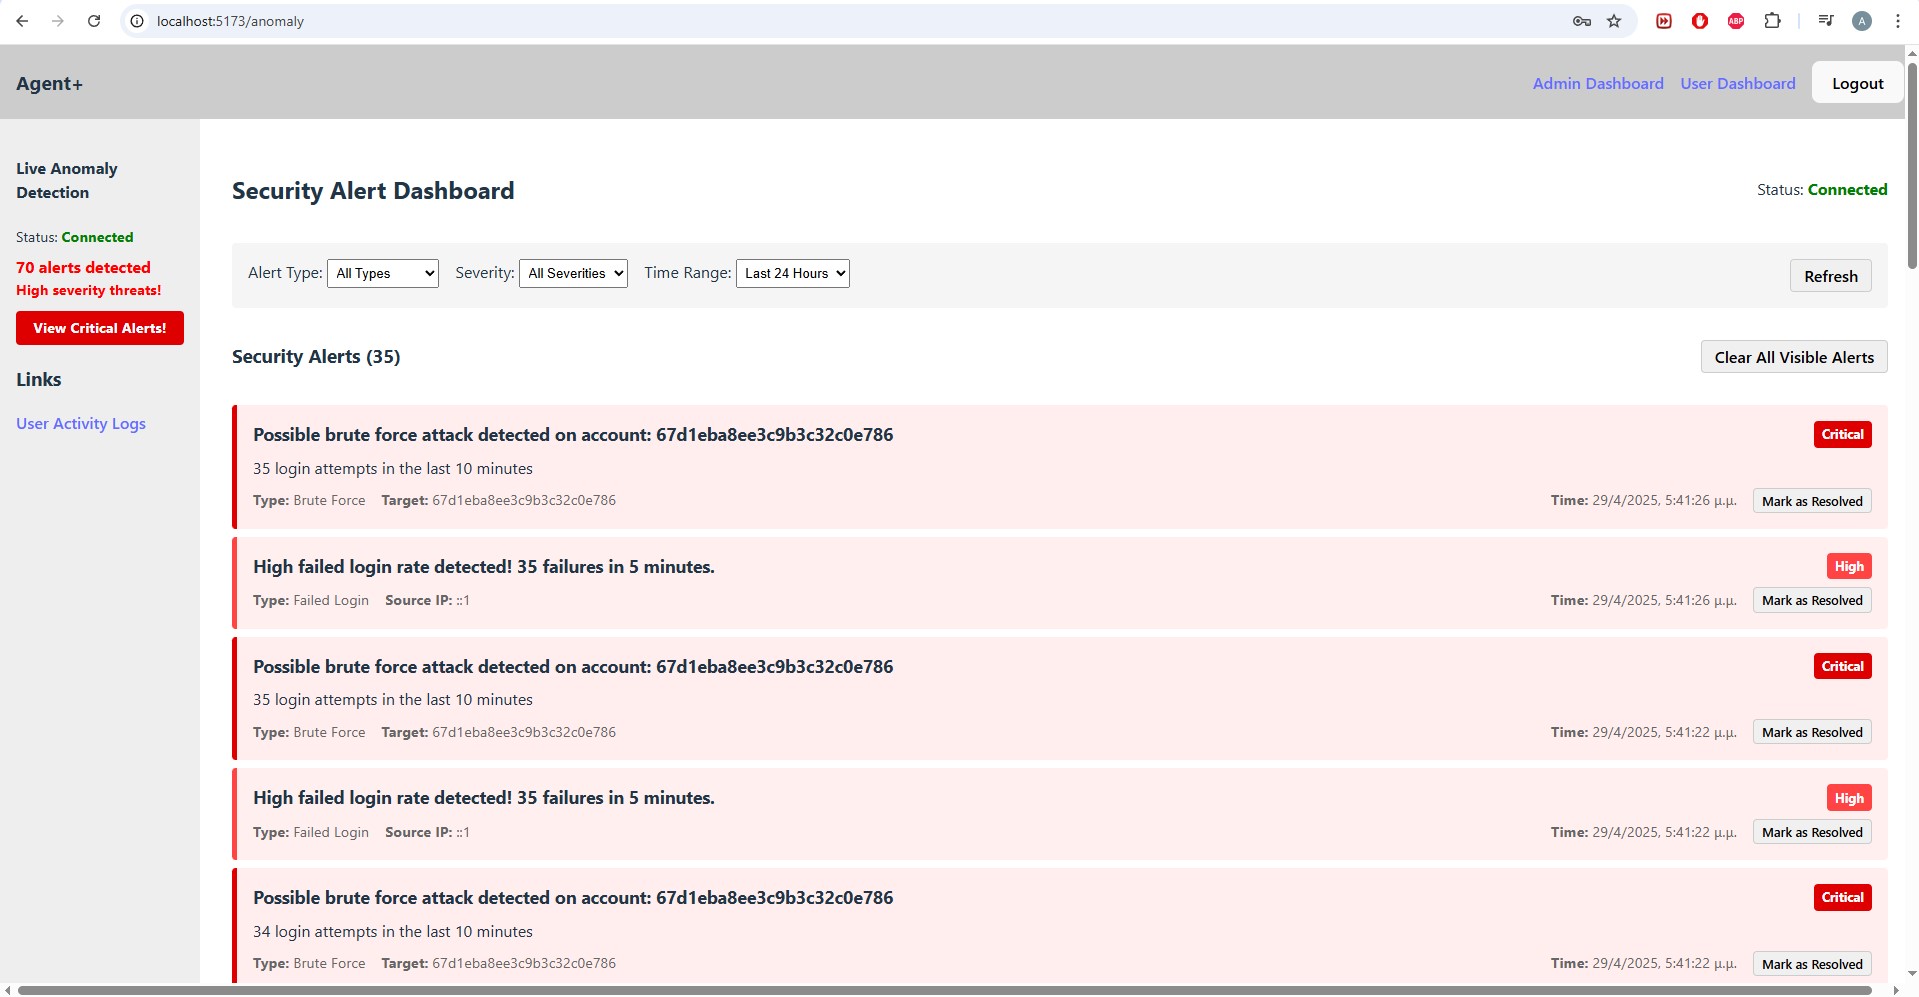 localhost:5173/anomaly
ABP
A
Agent+
Admin Dashboard User Dashboard Logout
Live Anomaly
Detection
Status: Connected
70 alerts detected
High severity threats!
View Critical Alerts!
Links
User Activity Logs
Security Alert Dashboard
Status: Connected
Alert Type: All Types Severity: All Severities Time Range: Last 24 Hours Refresh
Security Alerts (35)
Clear All Visible Alerts
Possible brute force attack detected on account: 67d1eba8ee3c9b3c32c0e786 Critical
35 login attempts in the last 10 minutes
Type: Brute Force Target: 67d1eba8ee3c9b3c32c0e786 Time: 29/4/2025, 5:41:26 μ.μ. Mark as Resolved
High failed login rate detected! 35 failures in 5 minutes. High
Type: Failed Login Source IP: ::1 Time: 29/4/2025, 5:41:26 μ.μ. Mark as Resolved
Possible brute force attack detected on account: 67d1eba8ee3c9b3c32c0e786 Critical
35 login attempts in the last 10 minutes
Type: Brute Force Target: 67d1eba8ee3c9b3c32c0e786 Time: 29/4/2025, 5:41:22 μ.μ. Mark as Resolved
High failed login rate detected! 35 failures in 5 minutes. High
Type: Failed Login Source IP: ::1 Time: 29/4/2025, 5:41:22 μ.μ. Mark as Resolved
Possible brute force attack detected on account: 67d1eba8ee3c9b3c32c0e786 Critical
34 login attempts in the last 10 minutes
Type: Brute Force Target: 67d1eba8ee3c9b3c32c0e786 Time: 29/4/2025, 5:41:22 μ.μ. Mark as Resolved